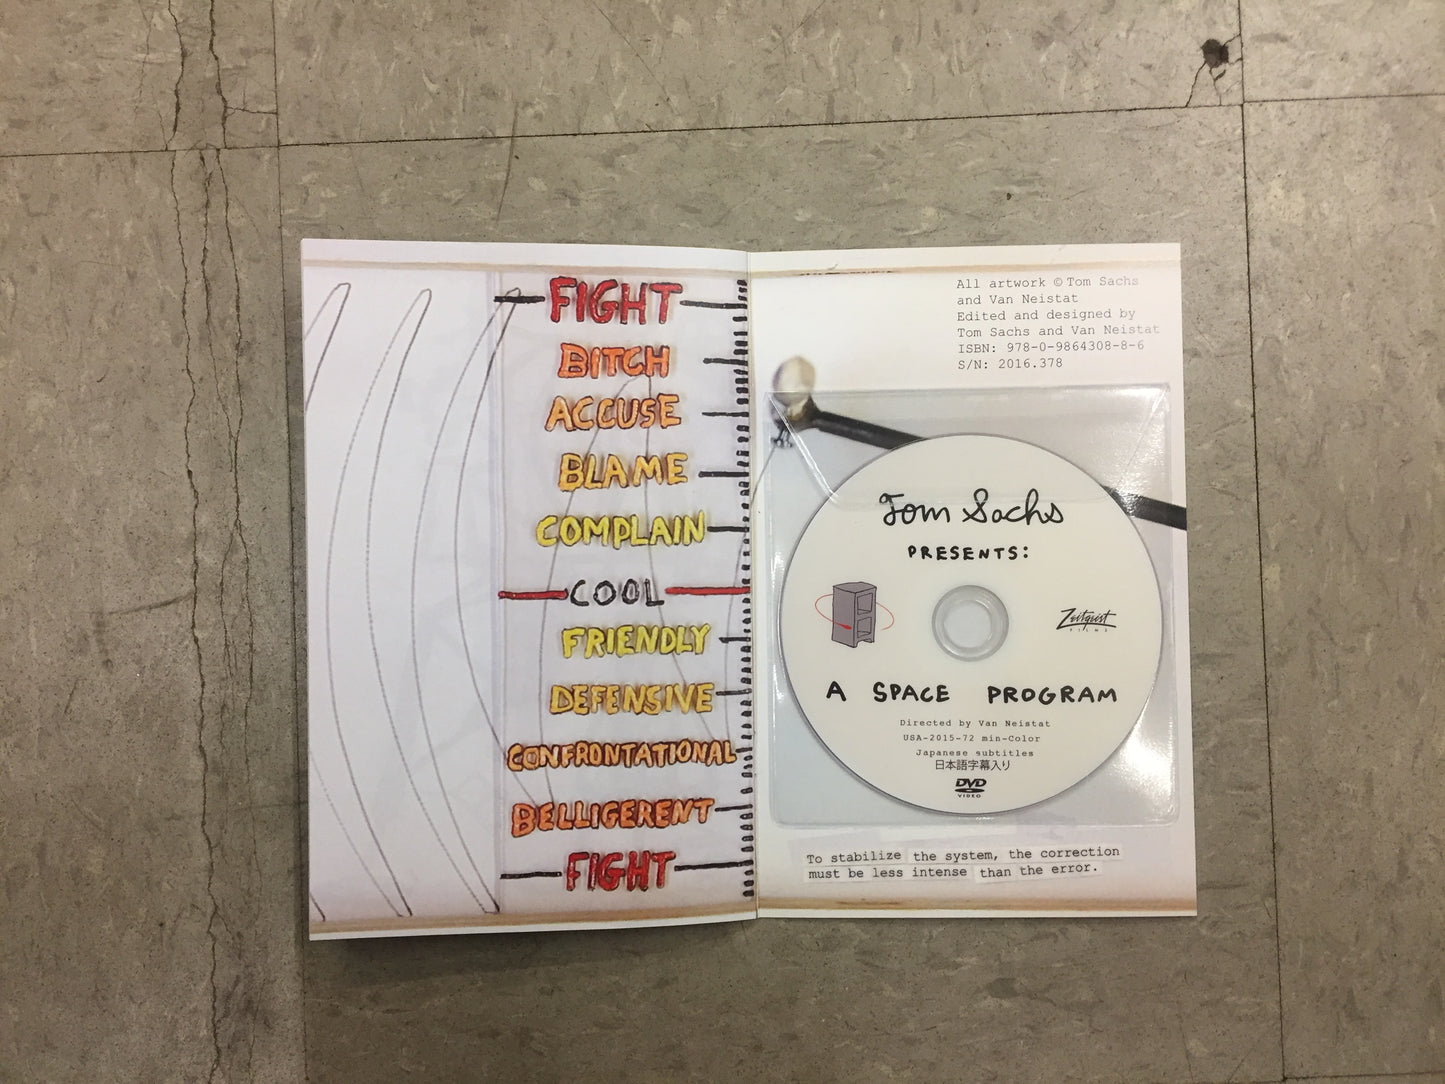 FIGHT
BITCH
ACCUSE
BLAME
COMPLAIN
COOL
FRIENDLY
DEFENSIVE
CONFRONTATIONAL
BELLIGERENT
FIGHT
All artwork © Tom Sachs
and Van Neistat
Edited and designed by
Tom Sachs and Van Neistat
ISBN: 978-0-9864308-8-6
S/N: 2016.378
Tom Sachs
PRESENTS:
Zeitgeist
FILMS
A SPACE PROGRAM
Directed by Van Neistat
USA-2015-72 min-Color
Japanese subtitles
日本語字幕入り
DVD
VIDEO
To stabilize the system, the correction
must be less intense than the error.